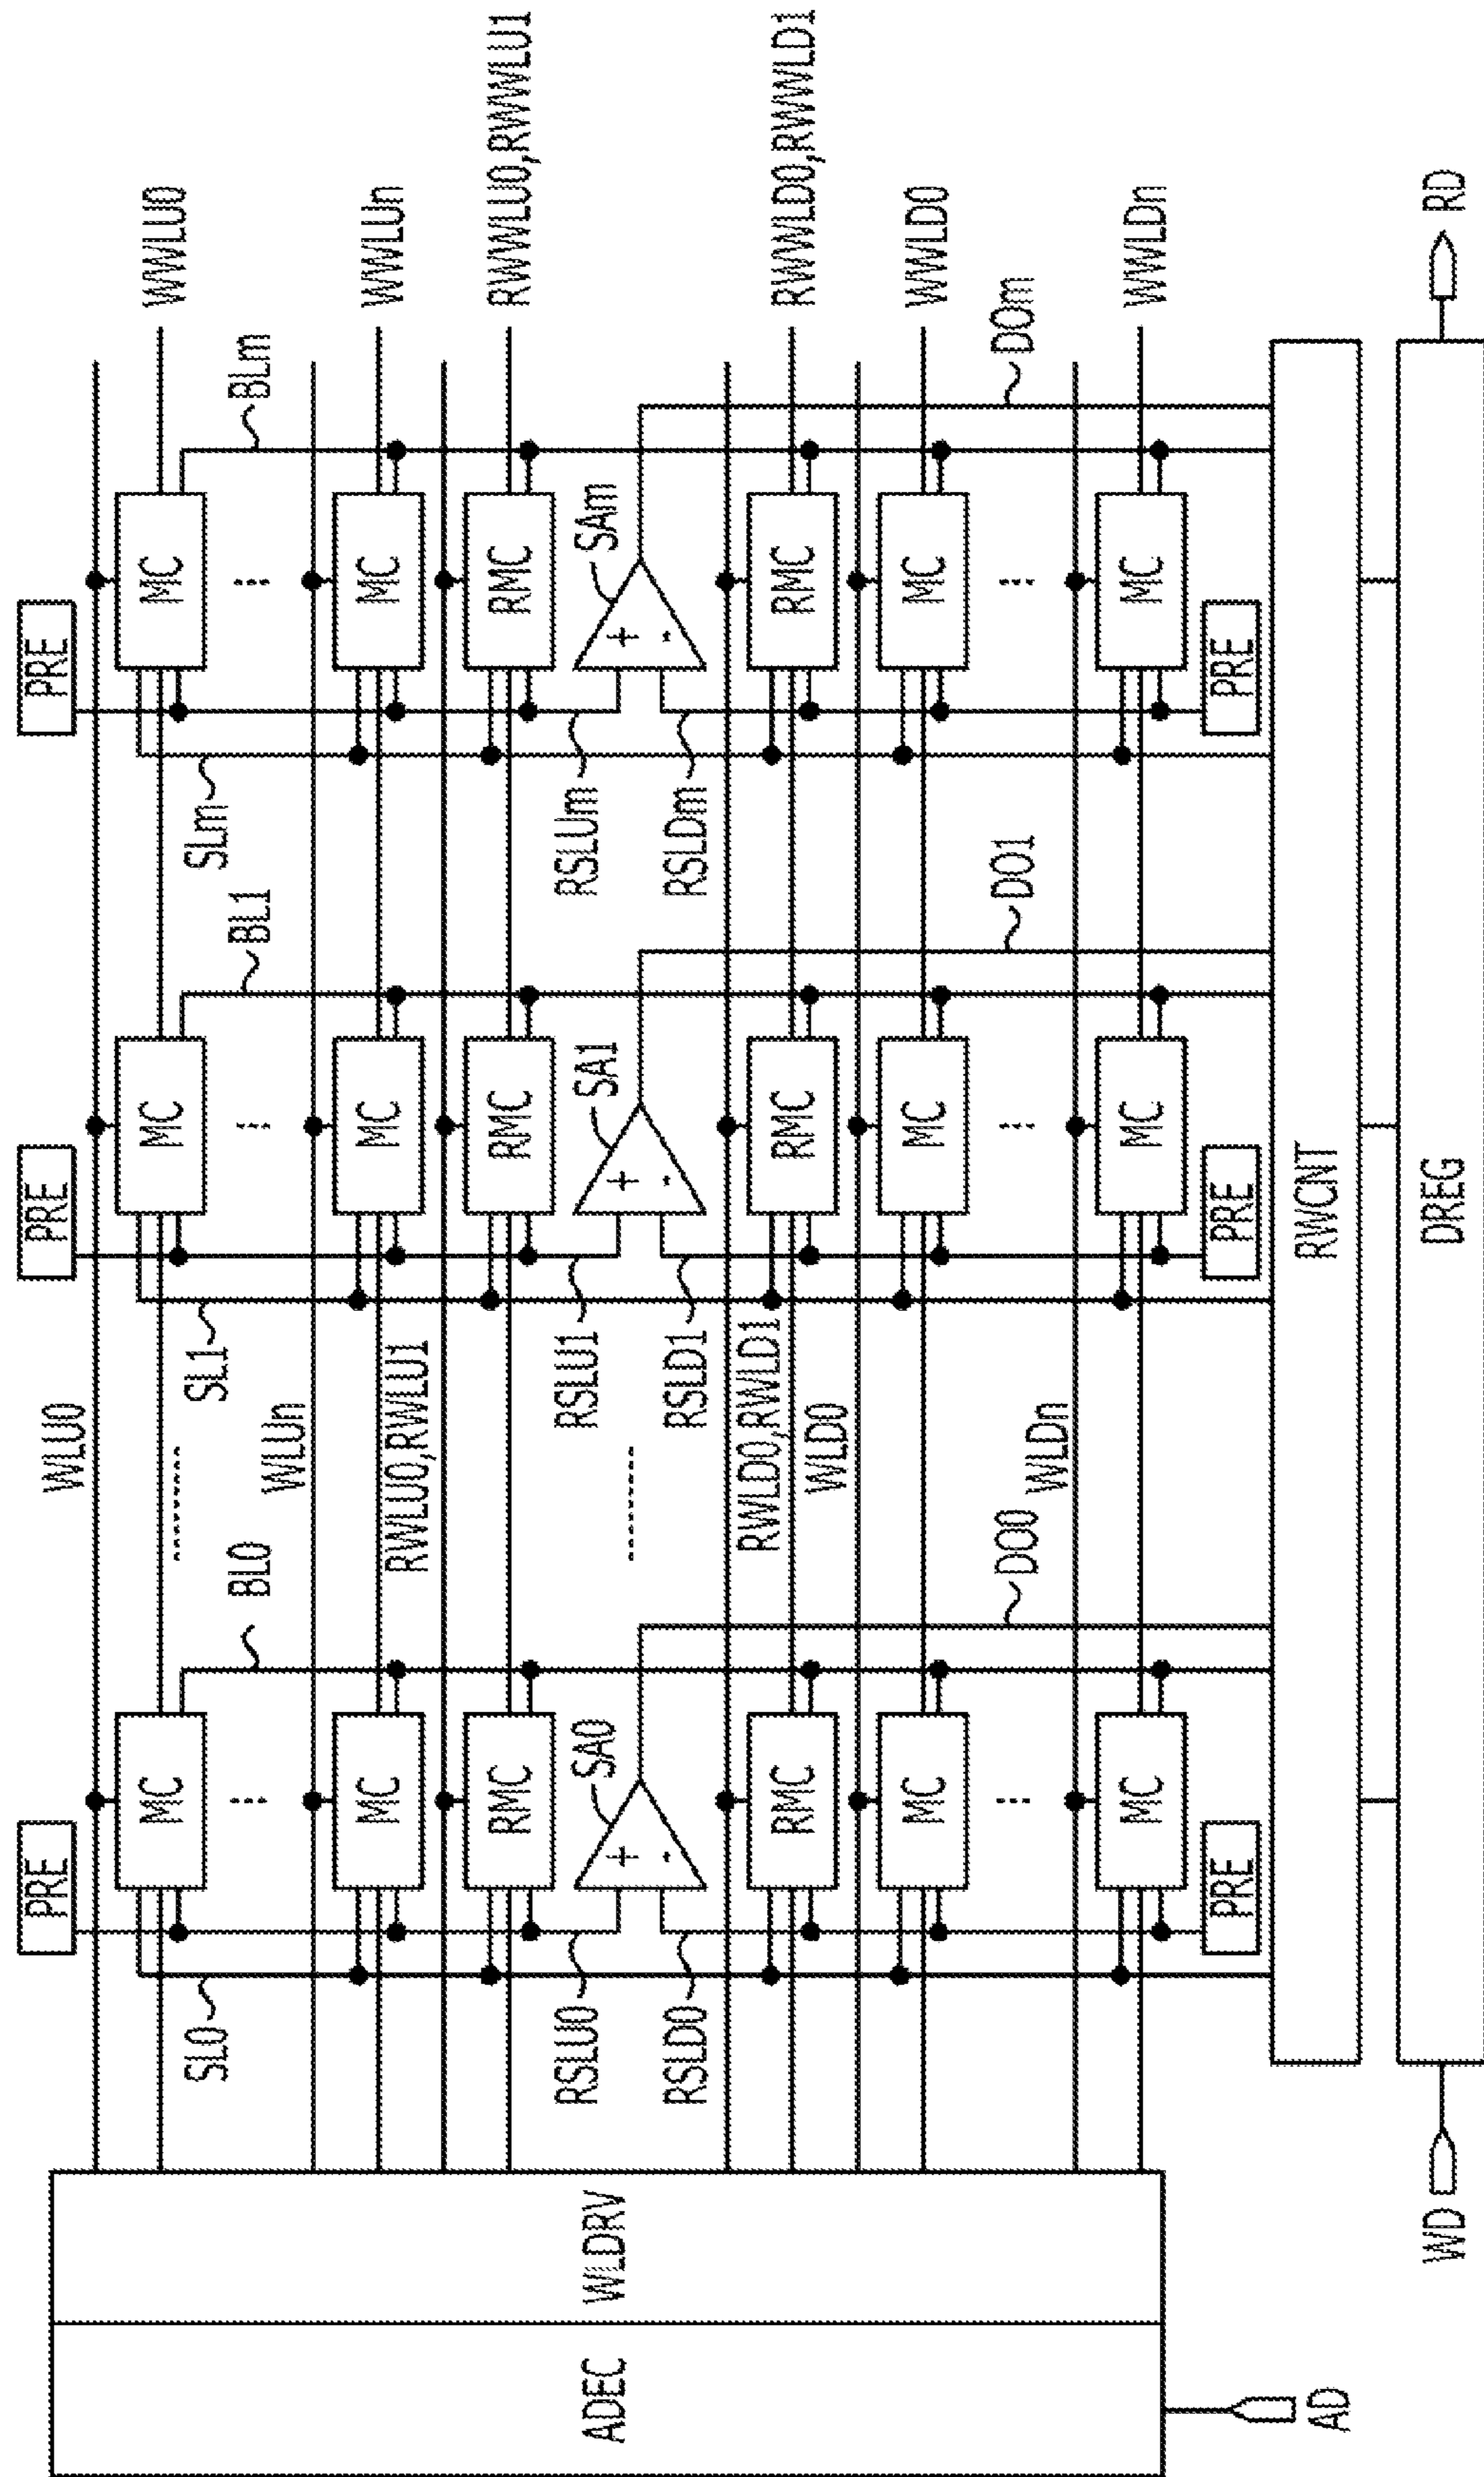 PRE PRE PRE
WLU0
MC MC MC WWLU0
SL0 BL0 ········· SL1 BL1 SLm BLm
... ... ...
WLUn
MC MC MC WWLUn
RWLU0,RWLU1
RMC RMC RMC RWWLU0,RWWLU1
RSLU0 SA0 RSLU1 SA1 RSLUm SAm
+ + +
·········
- - -
RSLD0 RSLD1 RSLDm
RWLD0,RWLD1
RMC RMC RMC RWWLD0,RWWLD1
WLD0
MC MC MC WWLD0
... DO0 ... DO1 ... DOm
WLDn
MC MC MC WWLDn
PRE PRE PRE
ADEC WLDRV
RWCNT
AD
WD DREG RD